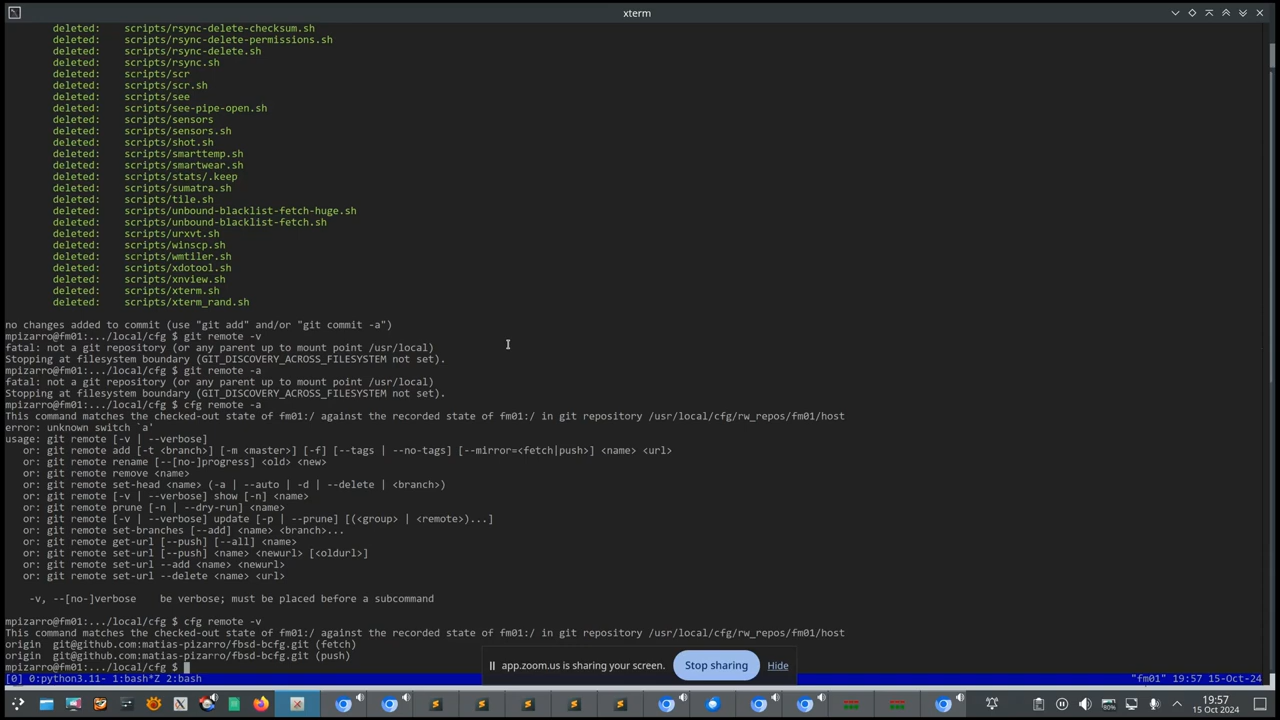 xterm
deleted:    scripts/rsync-delete-checksum.sh
deleted:    scripts/rsync-delete-permissions.sh
deleted:    scripts/rsync-delete.sh
deleted:    scripts/rsync.sh
deleted:    scripts/scr
deleted:    scripts/scr.sh
deleted:    scripts/see
deleted:    scripts/see-pipe-open.sh
deleted:    scripts/sensors
deleted:    scripts/sensors.sh
deleted:    scripts/shot.sh
deleted:    scripts/smarttemp.sh
deleted:    scripts/smartwear.sh
deleted:    scripts/stats/.keep
deleted:    scripts/sumatra.sh
deleted:    scripts/tile.sh
deleted:    scripts/unbound-blacklist-fetch-huge.sh
deleted:    scripts/unbound-blacklist-fetch.sh
deleted:    scripts/urxvt.sh
deleted:    scripts/winscp.sh
deleted:    scripts/wmtiler.sh
deleted:    scripts/xdotool.sh
deleted:    scripts/xnview.sh
deleted:    scripts/xterm.sh
deleted:    scripts/xterm_rand.sh
no changes added to commit (use "git add" and/or "git commit -a")
mpizarro@fm01:.../local/cfg $ git remote -v
fatal: not a git repository (or any parent up to mount point /usr/local)
Stopping at filesystem boundary (GIT_DISCOVERY_ACROSS_FILESYSTEM not set).
mpizarro@fm01:.../local/cfg $ git remote -a
fatal: not a git repository (or any parent up to mount point /usr/local)
Stopping at filesystem boundary (GIT_DISCOVERY_ACROSS_FILESYSTEM not set).
mpizarro@fm01:.../local/cfg $ cfg remote -a
This command matches the checked-out state of fm01:/ against the recorded state of fm01:/ in git repository /usr/local/cfg/rw_repos/fm01/host
error: unknown switch `a'
usage: git remote [-v | --verbose]
or: git remote add [-t <branch>] [-m <master>] [-f] [--tags | --no-tags] [--mirror=<fetch|push>] <name> <url>
or: git remote rename [--[no-]progress] <old> <new>
or: git remote remove <name>
or: git remote set-head <name> (-a | --auto | -d | --delete | <branch>)
or: git remote [-v | --verbose] show [-n] <name>
or: git remote prune [-n | --dry-run] <name>
or: git remote [-v | --verbose] update [-p | --prune] [(<group> | <remote>)...]
or: git remote set-branches [--add] <name> <branch>...
or: git remote get-url [--push] [--all] <name>
or: git remote set-url [--push] <name> <newurl> [<oldurl>]
or: git remote set-url --add <name> <newurl>
or: git remote set-url --delete <name> <url>
-v, --[no-]verbose    be verbose; must be placed before a subcommand
mpizarro@fm01:.../local/cfg $ cfg remote -v
This command matches the checked-out state of fm01:/ against the recorded state of fm01:/ in git repository /usr/local/cfg/rw_repos/fm01/host
origin  git@github.com:matias-pizarro/fbsd-bcfg.git (fetch)
origin  git@github.com:matias-pizarro/fbsd-bcfg.git (push)
mpizarro@fm01:.../local/cfg $
app.zoom.us is sharing your screen. Stop sharing Hide
[0] 0:python3.11- 1:bash*Z 2:bash "fm01" 19:57 15-Oct-24
80%
19:57
15 Oct 2024